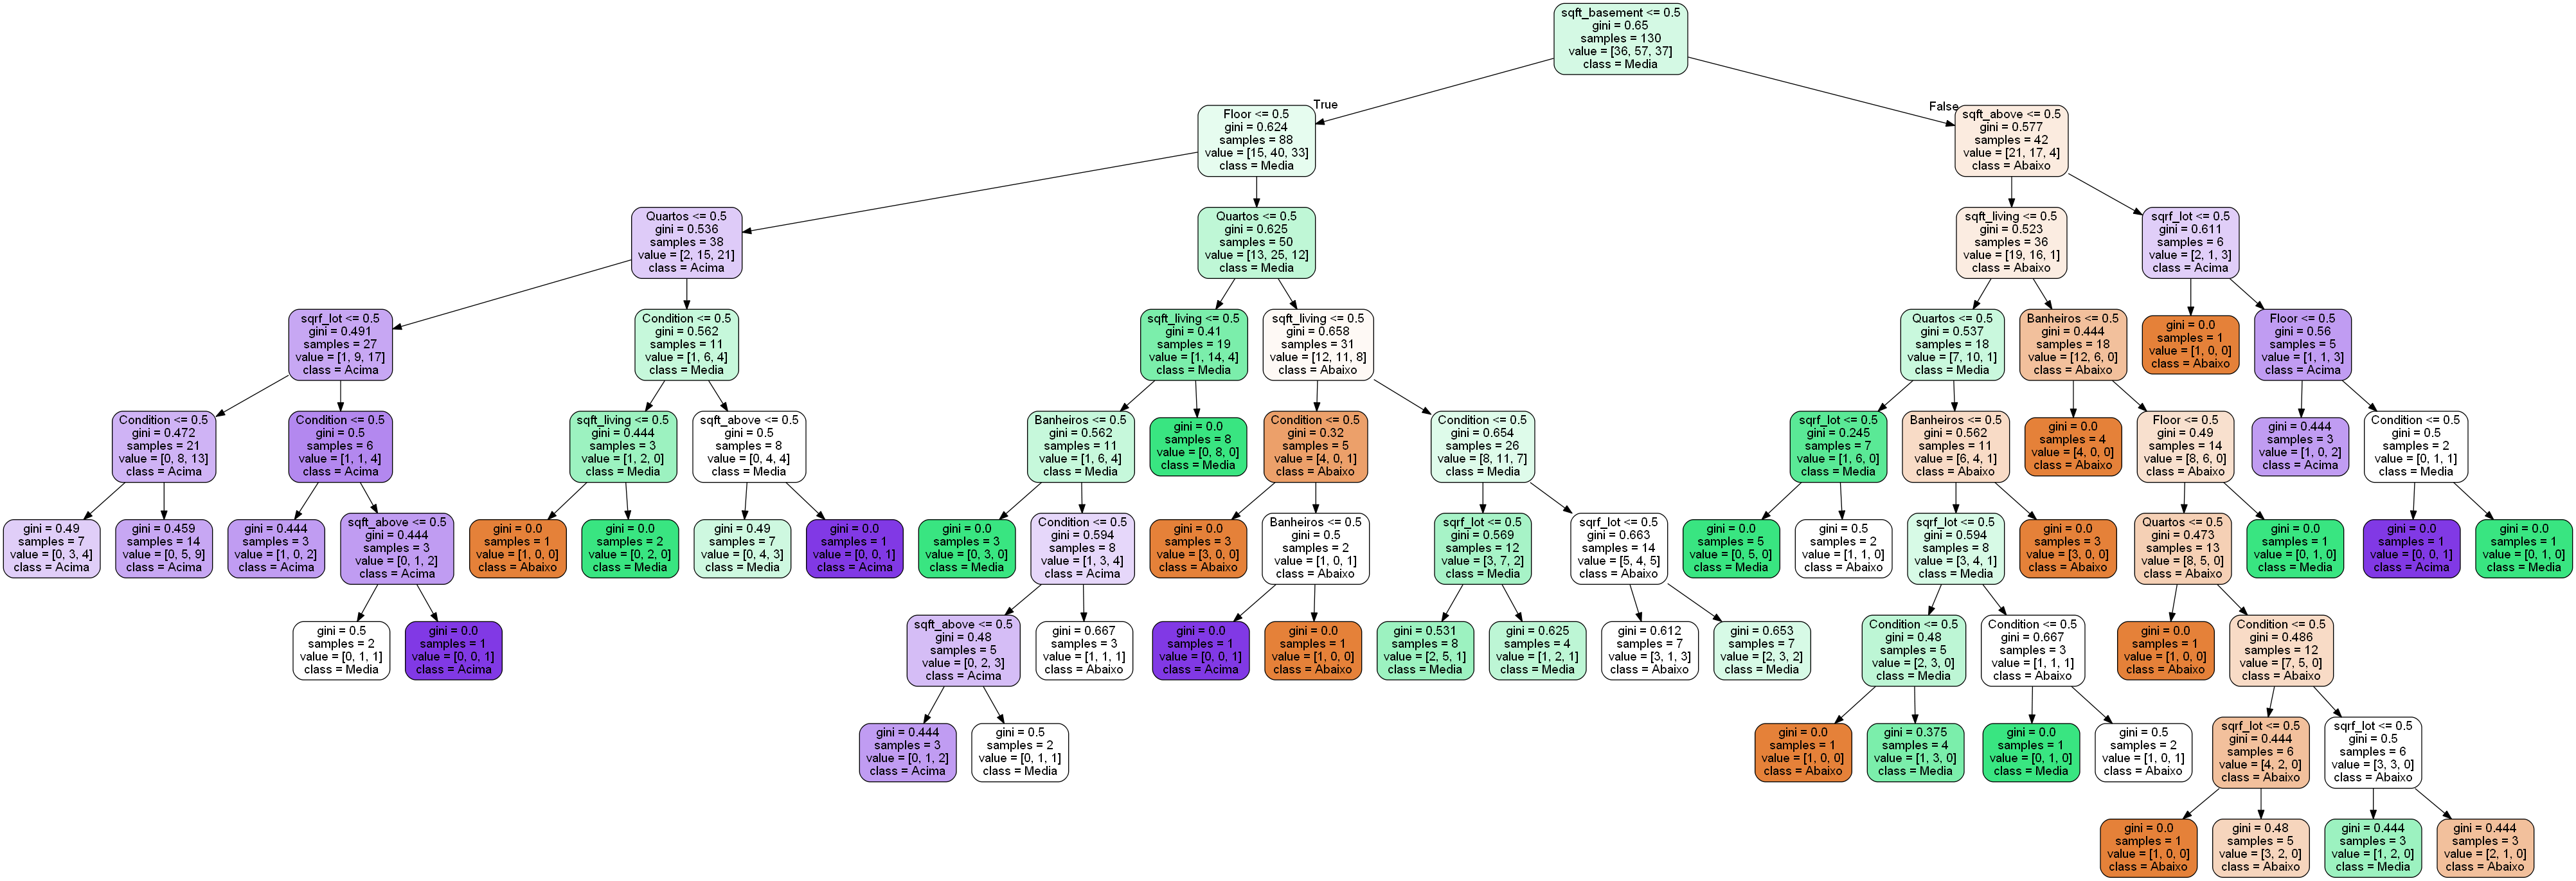 sqft_basement <= 0.5
gini = 0.65
samples = 130
value = [36, 57, 37]
class = Media
True
False
Floor <= 0.5
gini = 0.624
samples = 88
value = [15, 40, 33]
class = Media
sqft_above <= 0.5
gini = 0.577
samples = 42
value = [21, 17, 4]
class = Abaixo
Quartos <= 0.5
gini = 0.536
samples = 38
value = [2, 15, 21]
class = Acima
Quartos <= 0.5
gini = 0.625
samples = 50
value = [13, 25, 12]
class = Media
sqft_living <= 0.5
gini = 0.523
samples = 36
value = [19, 16, 1]
class = Abaixo
sqrf_lot <= 0.5
gini = 0.611
samples = 6
value = [2, 1, 3]
class = Acima
sqrf_lot <= 0.5
gini = 0.491
samples = 27
value = [1, 9, 17]
class = Acima
Condition <= 0.5
gini = 0.562
samples = 11
value = [1, 6, 4]
class = Media
sqft_living <= 0.5
gini = 0.41
samples = 19
value = [1, 14, 4]
class = Media
sqft_living <= 0.5
gini = 0.658
samples = 31
value = [12, 11, 8]
class = Abaixo
Quartos <= 0.5
gini = 0.537
samples = 18
value = [7, 10, 1]
class = Media
Banheiros <= 0.5
gini = 0.444
samples = 18
value = [12, 6, 0]
class = Abaixo
gini = 0.0
samples = 1
value = [1, 0, 0]
class = Abaixo
Floor <= 0.5
gini = 0.56
samples = 5
value = [1, 1, 3]
class = Acima
Condition <= 0.5
gini = 0.472
samples = 21
value = [0, 8, 13]
class = Acima
Condition <= 0.5
gini = 0.5
samples = 6
value = [1, 1, 4]
class = Acima
sqft_living <= 0.5
gini = 0.444
samples = 3
value = [1, 2, 0]
class = Media
sqft_above <= 0.5
gini = 0.5
samples = 8
value = [0, 4, 4]
class = Media
Banheiros <= 0.5
gini = 0.562
samples = 11
value = [1, 6, 4]
class = Media
gini = 0.0
samples = 8
value = [0, 8, 0]
class = Media
Condition <= 0.5
gini = 0.32
samples = 5
value = [4, 0, 1]
class = Abaixo
Condition <= 0.5
gini = 0.654
samples = 26
value = [8, 11, 7]
class = Media
sqrf_lot <= 0.5
gini = 0.245
samples = 7
value = [1, 6, 0]
class = Media
Banheiros <= 0.5
gini = 0.562
samples = 11
value = [6, 4, 1]
class = Abaixo
gini = 0.0
samples = 4
value = [4, 0, 0]
class = Abaixo
Floor <= 0.5
gini = 0.49
samples = 14
value = [8, 6, 0]
class = Abaixo
gini = 0.444
samples = 3
value = [1, 0, 2]
class = Acima
Condition <= 0.5
gini = 0.5
samples = 2
value = [0, 1, 1]
class = Media
gini = 0.49
samples = 7
value = [0, 3, 4]
class = Acima
gini = 0.459
samples = 14
value = [0, 5, 9]
class = Acima
gini = 0.444
samples = 3
value = [1, 0, 2]
class = Acima
sqft_above <= 0.5
gini = 0.444
samples = 3
value = [0, 1, 2]
class = Acima
gini = 0.0
samples = 1
value = [1, 0, 0]
class = Abaixo
gini = 0.0
samples = 2
value = [0, 2, 0]
class = Media
gini = 0.49
samples = 7
value = [0, 4, 3]
class = Media
gini = 0.0
samples = 1
value = [0, 0, 1]
class = Acima
gini = 0.0
samples = 3
value = [0, 3, 0]
class = Media
Condition <= 0.5
gini = 0.594
samples = 8
value = [1, 3, 4]
class = Acima
gini = 0.0
samples = 3
value = [3, 0, 0]
class = Abaixo
Banheiros <= 0.5
gini = 0.5
samples = 2
value = [1, 0, 1]
class = Abaixo
sqrf_lot <= 0.5
gini = 0.569
samples = 12
value = [3, 7, 2]
class = Media
sqrf_lot <= 0.5
gini = 0.663
samples = 14
value = [5, 4, 5]
class = Abaixo
gini = 0.0
samples = 5
value = [0, 5, 0]
class = Media
gini = 0.5
samples = 2
value = [1, 1, 0]
class = Abaixo
sqrf_lot <= 0.5
gini = 0.594
samples = 8
value = [3, 4, 1]
class = Media
gini = 0.0
samples = 3
value = [3, 0, 0]
class = Abaixo
Quartos <= 0.5
gini = 0.473
samples = 13
value = [8, 5, 0]
class = Abaixo
gini = 0.0
samples = 1
value = [0, 1, 0]
class = Media
gini = 0.0
samples = 1
value = [0, 0, 1]
class = Acima
gini = 0.0
samples = 1
value = [0, 1, 0]
class = Media
gini = 0.5
samples = 2
value = [0, 1, 1]
class = Media
gini = 0.0
samples = 1
value = [0, 0, 1]
class = Acima
sqft_above <= 0.5
gini = 0.48
samples = 5
value = [0, 2, 3]
class = Acima
gini = 0.667
samples = 3
value = [1, 1, 1]
class = Abaixo
gini = 0.0
samples = 1
value = [0, 0, 1]
class = Acima
gini = 0.0
samples = 1
value = [1, 0, 0]
class = Abaixo
gini = 0.531
samples = 8
value = [2, 5, 1]
class = Media
gini = 0.625
samples = 4
value = [1, 2, 1]
class = Media
gini = 0.612
samples = 7
value = [3, 1, 3]
class = Abaixo
gini = 0.653
samples = 7
value = [2, 3, 2]
class = Media
Condition <= 0.5
gini = 0.48
samples = 5
value = [2, 3, 0]
class = Media
Condition <= 0.5
gini = 0.667
samples = 3
value = [1, 1, 1]
class = Abaixo
gini = 0.0
samples = 1
value = [1, 0, 0]
class = Abaixo
Condition <= 0.5
gini = 0.486
samples = 12
value = [7, 5, 0]
class = Abaixo
gini = 0.444
samples = 3
value = [0, 1, 2]
class = Acima
gini = 0.5
samples = 2
value = [0, 1, 1]
class = Media
gini = 0.0
samples = 1
value = [1, 0, 0]
class = Abaixo
gini = 0.375
samples = 4
value = [1, 3, 0]
class = Media
gini = 0.0
samples = 1
value = [0, 1, 0]
class = Media
gini = 0.5
samples = 2
value = [1, 0, 1]
class = Abaixo
sqrf_lot <= 0.5
gini = 0.444
samples = 6
value = [4, 2, 0]
class = Abaixo
sqrf_lot <= 0.5
gini = 0.5
samples = 6
value = [3, 3, 0]
class = Abaixo
gini = 0.0
samples = 1
value = [1, 0, 0]
class = Abaixo
gini = 0.48
samples = 5
value = [3, 2, 0]
class = Abaixo
gini = 0.444
samples = 3
value = [1, 2, 0]
class = Media
gini = 0.444
samples = 3
value = [2, 1, 0]
class = Abaixo